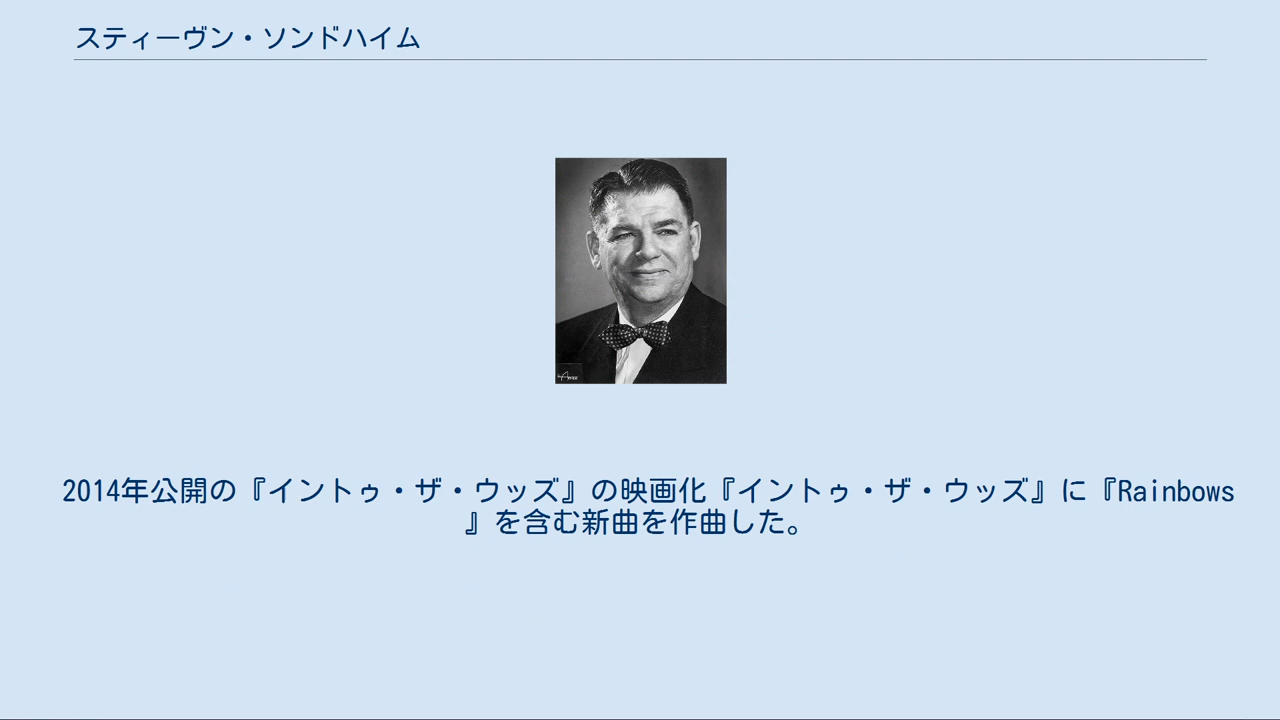 スティーヴン・ソンドハイム
2014年公開の『イントゥ・ザ・ウッズ』の映画化『イントゥ・ザ・ウッズ』に『Rainbows
』を含む新曲を作曲した。